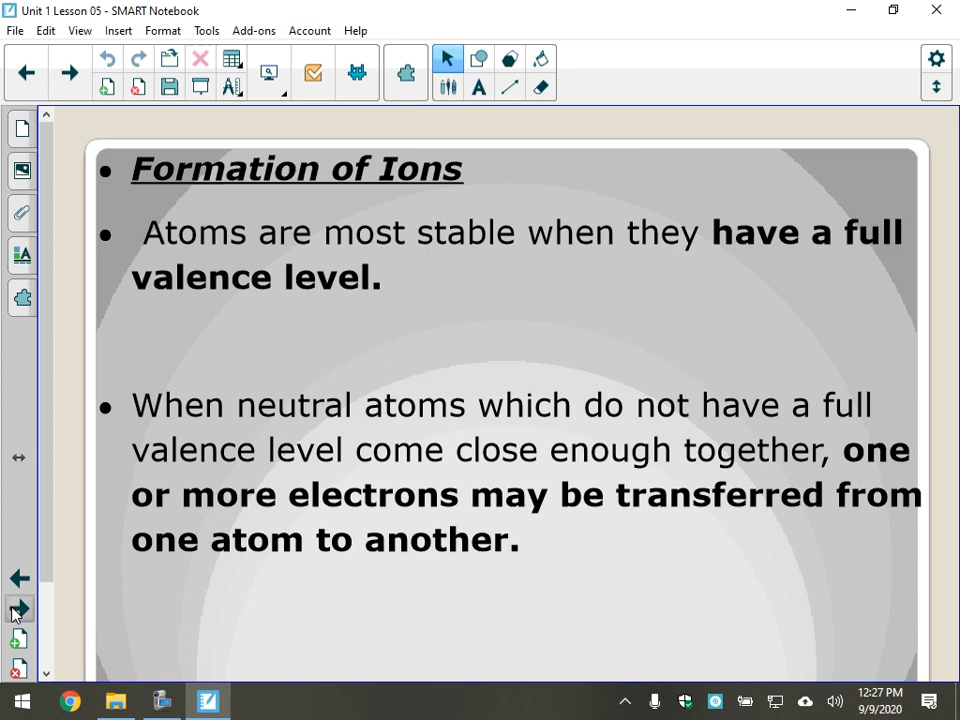 Unit 1 Lesson 05 - SMART Notebook
File Edit View Insert Format Tools Add-ons Account Help
• Formation of Ions
• Atoms are most stable when they have a full
valence level.
• When neutral atoms which do not have a full
valence level come close enough together, one
or more electrons may be transferred from
one atom to another.
12:27 PM
9/9/2020